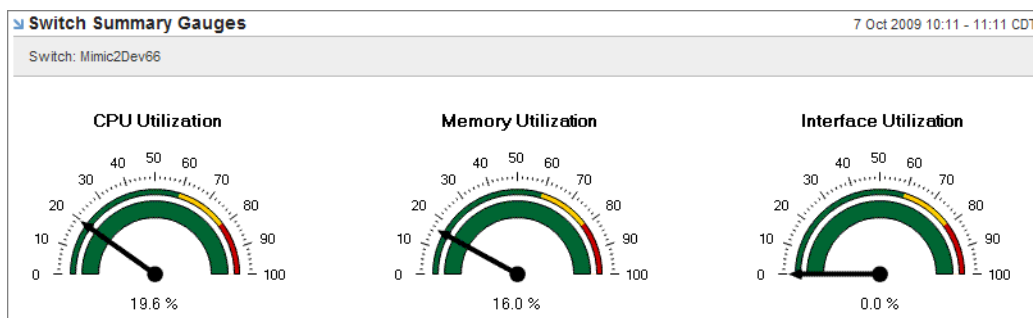 Switch Summary Gauges 7 Oct 2009 10:11 - 11:11 CDT
Switch: Mimic2Dev66
CPU Utilization Memory Utilization Interface Utilization
0 10 20 30 40 50 60 70 80 90 100
0 10 20 30 40 50 60 70 80 90 100
0 10 20 30 40 50 60 70 80 90 100
19.6 % 16.0 % 0.0 %